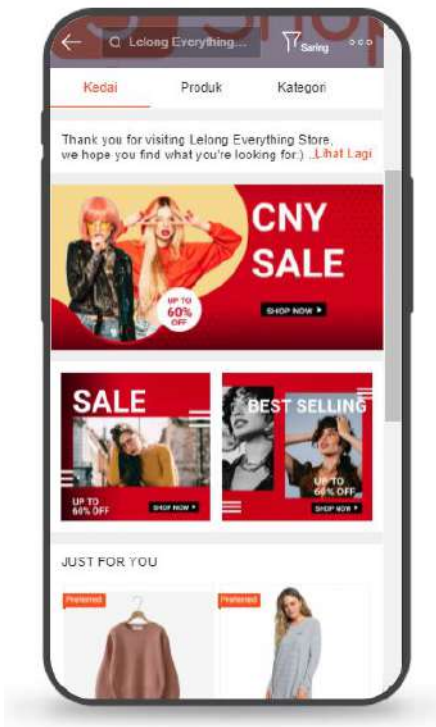 Shop
Lelong Everything...
Saring
Kedai Produk Kategori
Thank you for visiting Lelong Everything Store,
we hope you find what you're looking for:) ..Lihat Lagi
CNY
SALE
UP TO
60%
OFF
SHOP NOW
SALE
UP TO
60% OFF
SHOP NOW
BEST SELLING
UP TO
60% OFF
SHOP NOW
JUST FOR YOU
Preferred Preferred